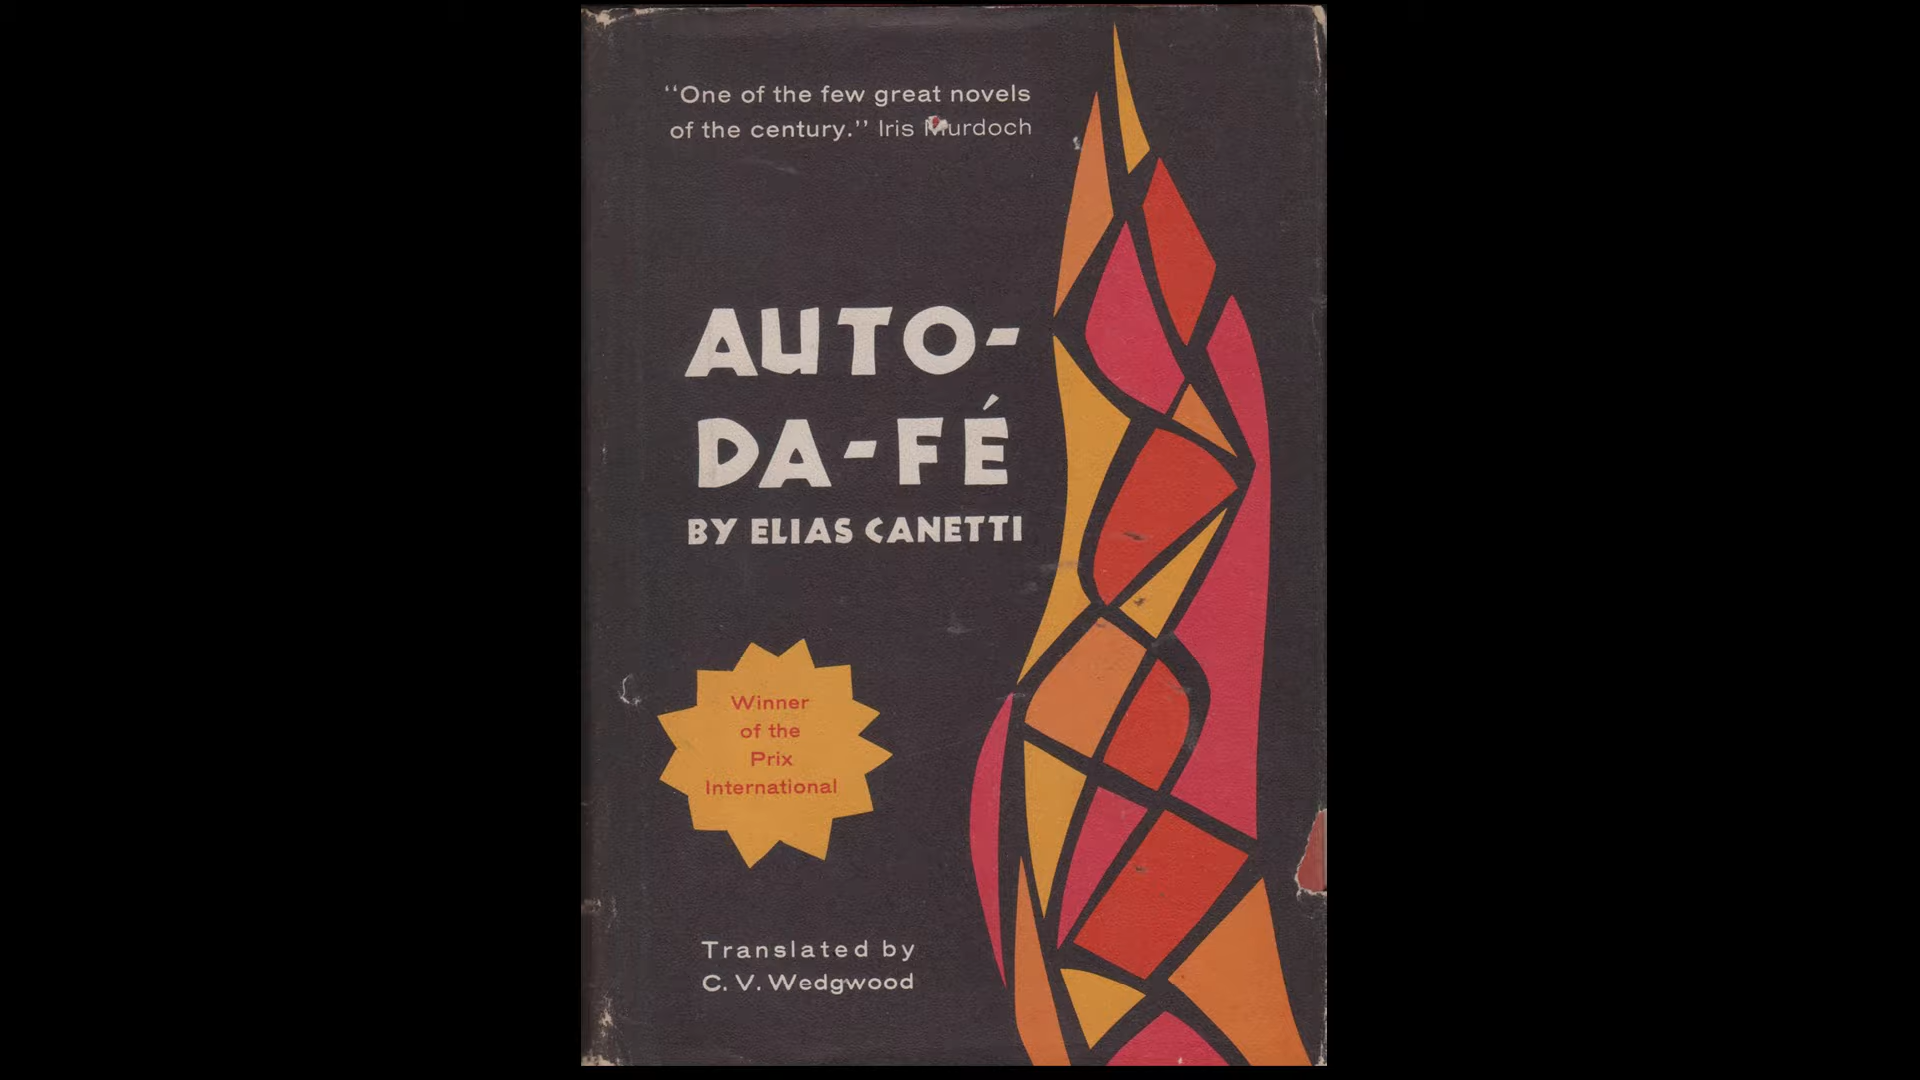 “One of the few great novels
of the century.” Iris Murdoch
AUTO-
DA-FÉ
BY ELIAS CANETTI
Winner
of the
Prix
International
Translated by
C. V. Wedgwood